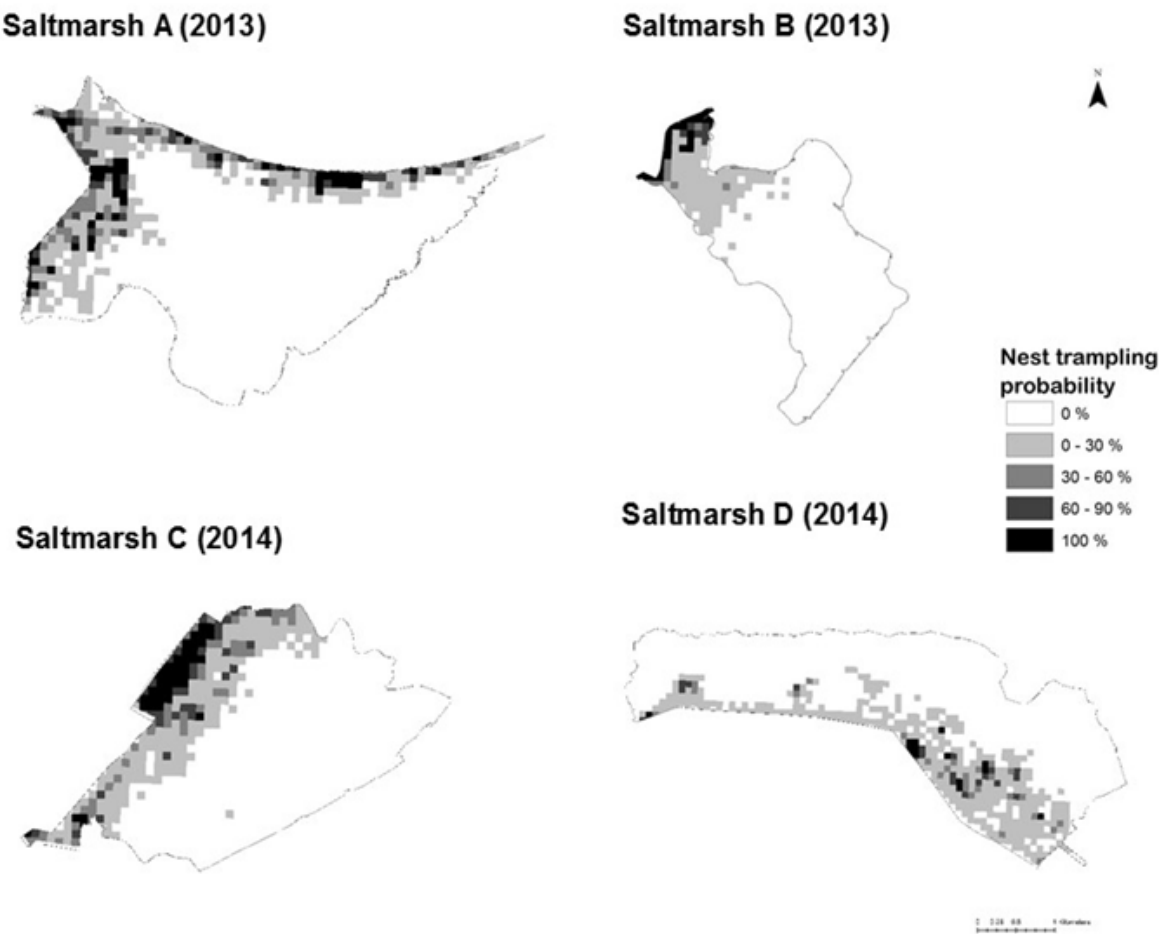 Saltmarsh A (2013)
Saltmarsh B (2013)
N
Nest trampling
probability
0 %
0 - 30 %
30 - 60 %
60 - 90 %
100 %
Saltmarsh C (2014)
Saltmarsh D (2014)